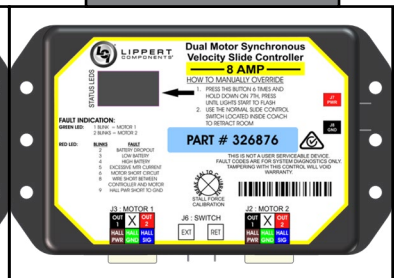 LCI LIPPERT
COMPONENTS
Dual Motor Synchronous
Velocity Slide Controller
8 AMP
STATUS LEDS
HOW TO MANUALLY OVERRIDE
1. PRESS THIS BUTTON 6 TIMES AND
HOLD DOWN ON 7TH, PRESS
UNTIL LIGHTS START TO FLASH
2. USE THE NORMAL SLIDE CONTROL
SWITCH LOCATED INSIDE COACH
TO RETRACT ROOM
J7
PWR
J8
GND
FAULT INDICATION:
GREEN LED: 1 BLINK = MOTOR 1
2 BLINKS = MOTOR 2
RED LED: BLINKS FAULT
2 BATTERY DROPOUT
3 LOW BATTERY
4 HIGH BATTERY
5 EXCESSIVE MTR CURRENT
6 MOTOR SHORT CIRCUIT
8 WIRE SHORT BETWEEN
CONTROLLER AND MOTOR
9 HALL PWR SHORT TO GND
PART # 326876
THIS IS NOT A USER SERVICEABLE DEVICE.
FAULT CODES ARE FOR SYSTEM DIAGNOSTICS ONLY.
TAMPERING WITH THIS CONTROL WILL VOID
WARRANTY.
STALL FORCE
CALIBRATION
J3 : MOTOR 1
OUT 1 X OUT 2
HALL PWR HALL GND HALL SIG
J6 : SWITCH
EXT RET
J2 : MOTOR 2
OUT 1 X OUT 2
HALL PWR HALL GND HALL SIG